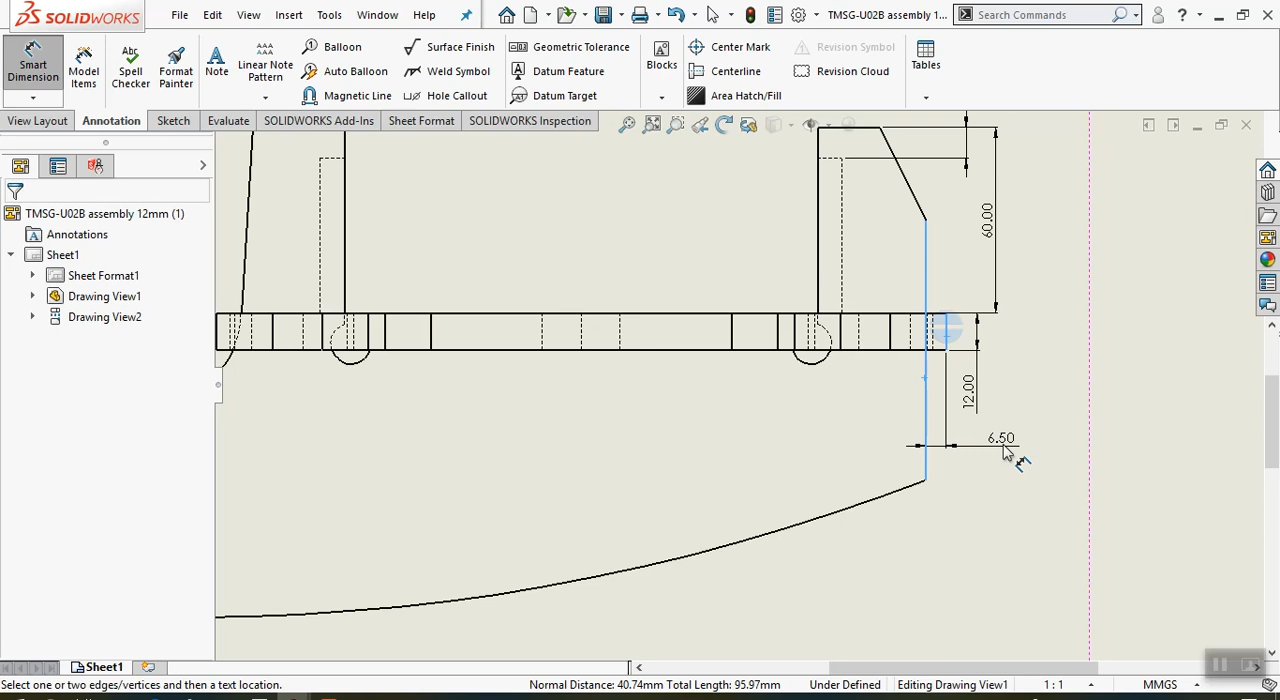 SOLIDWORKS
File Edit View Insert Tools Window Help
TMSG-U02B assembly 1...
Search Commands
?
Smart Dimension
Model Items
Abc
Spell Checker
Format Painter
A
Note
AAA
AAA
Linear Note Pattern
Balloon
Auto Balloon
Magnetic Line
Surface Finish
Weld Symbol
Hole Callout
Geometric Tolerance
Datum Feature
Datum Target
Blocks
Center Mark
Centerline
Area Hatch/Fill
Revision Symbol
Revision Cloud
Tables
View Layout Annotation Sketch Evaluate SOLIDWORKS Add-Ins Sheet Format SOLIDWORKS Inspection
TMSG-U02B assembly 12mm (1)
Annotations
Sheet1
Sheet Format1
Drawing View1
Drawing View2
60.00
12.00
6.50
Sheet1
Select one or two edges/vertices and then a text location. Normal Distance: 40.74mm Total Length: 95.97mm Under Defined Editing Drawing View1 1 : 1 MMGS